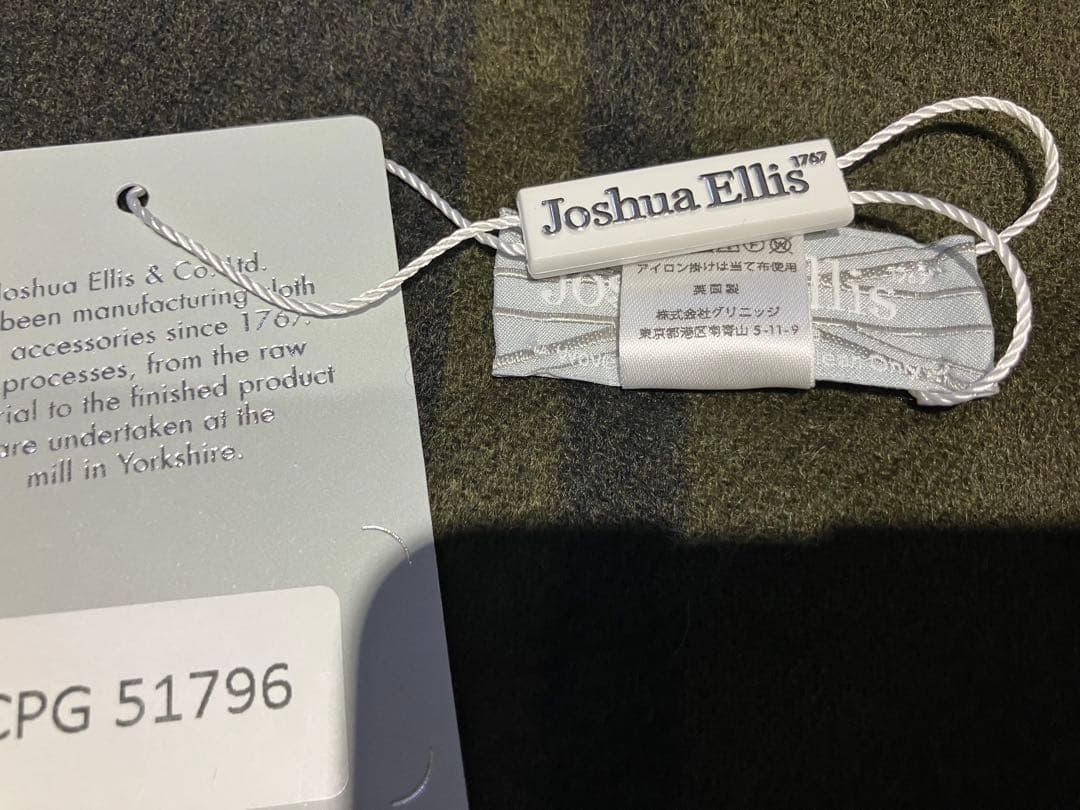 Joshua Ellis & Co. Ltd.
been manufacturing cloth
accessories since 1767.
processes, from the raw
to the finished product
are undertaken at the
mill in Yorkshire.
CPG 51796
Joshua Ellis 1767
アイロン掛けは当て布使用
英国製
株式会社グリニッジ
東京都港区南青山 5-11-9
Ellis